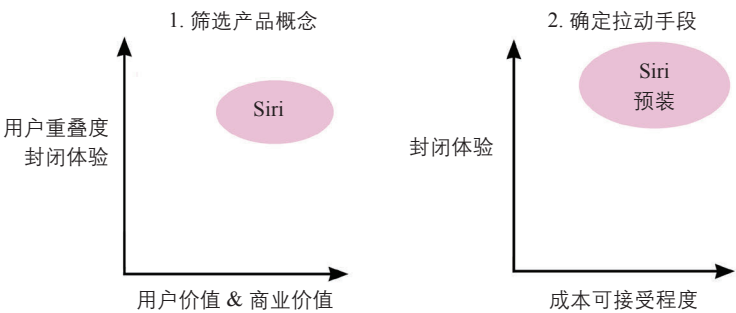 1. 筛选产品概念
用户重叠度
封闭体验
Siri
用户价值 & 商业价值
2. 确定拉动手段
封闭体验
Siri
预装
成本可接受程度